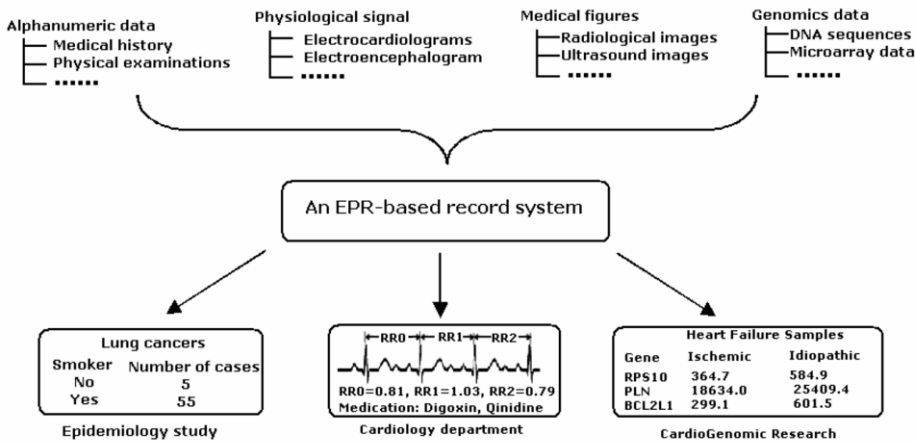 Alphanumeric data
Medical history
Physical examinations
Physiological signal
Electrocardiolograms
Electroencephalogram
Medical figures
Radiological images
Ultrasound images
Genomics data
DNA sequences
Microarray data
An EPR-based record system
Lung cancers
Smoker Number of cases
No 5
Yes 55
Epidemiology study
RR0 RR1 RR2
RR0=0.81, RR1=1.03, RR2=0.79
Medication: Digoxin, Qinidine
Cardiology department
Heart Failure Samples
Gene Ischemic Idiopathic
RPS10 364.7 584.9
PLN 18634.0 25409.4
BCL2L1 299.1 601.5
CardioGenomic Research